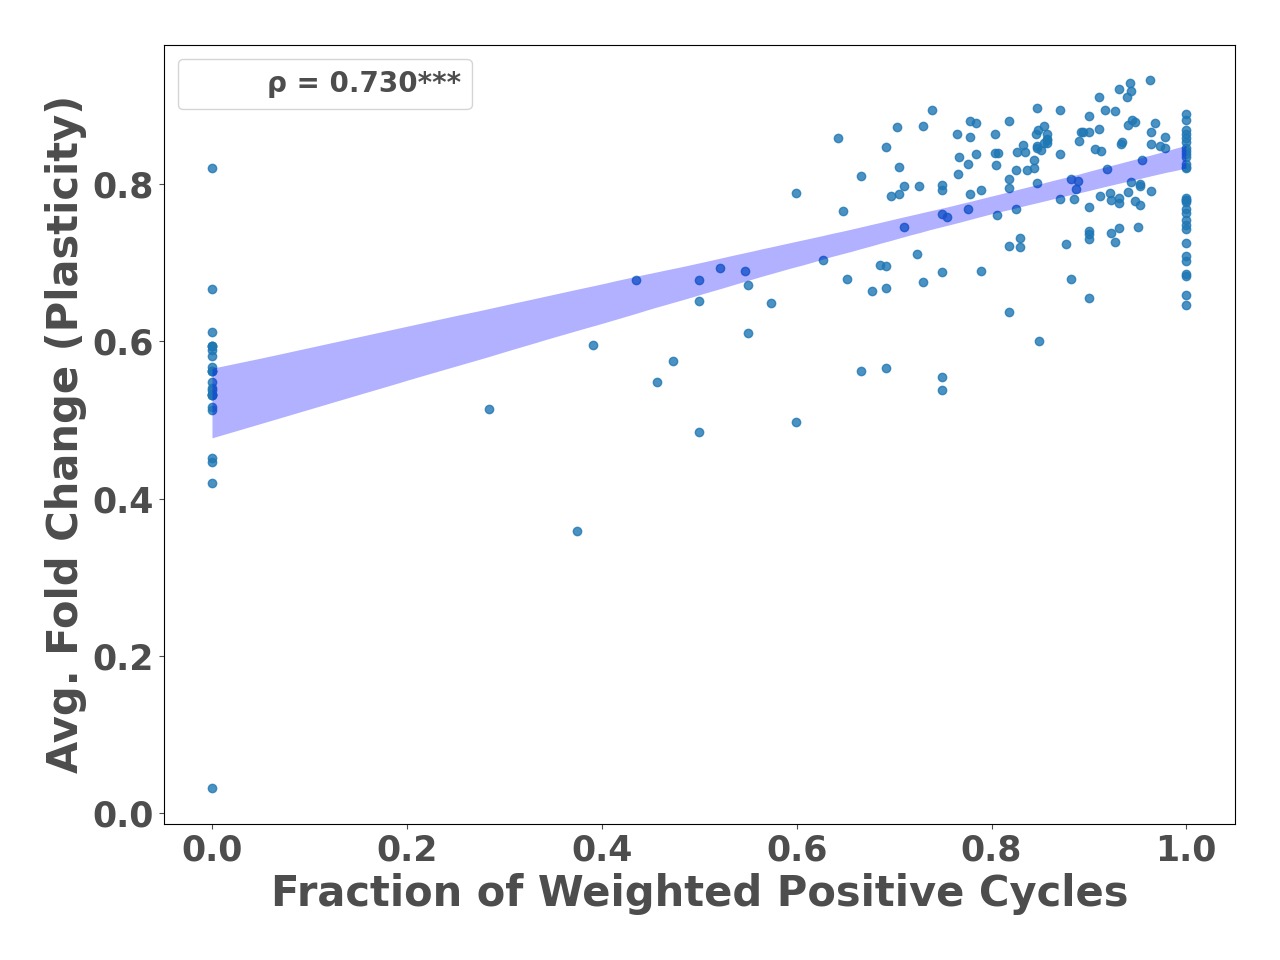 ρ = 0.730***
Avg. Fold Change (Plasticity)
0.8
0.6
0.4
0.2
0.0
0.0 0.2 0.4 0.6 0.8 1.0
Fraction of Weighted Positive Cycles